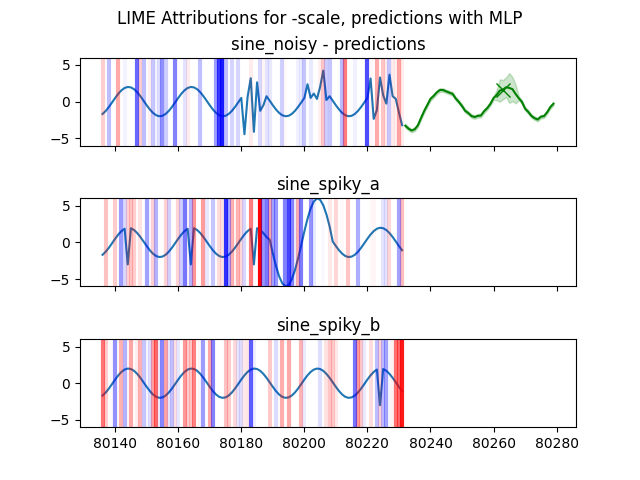 LIME Attributions for -scale, predictions with MLP
sine_noisy - predictions
5
0
−5
sine_spiky_a
5
0
−5
sine_spiky_b
5
0
−5
80140 80160 80180 80200 80220 80240 80260 80280